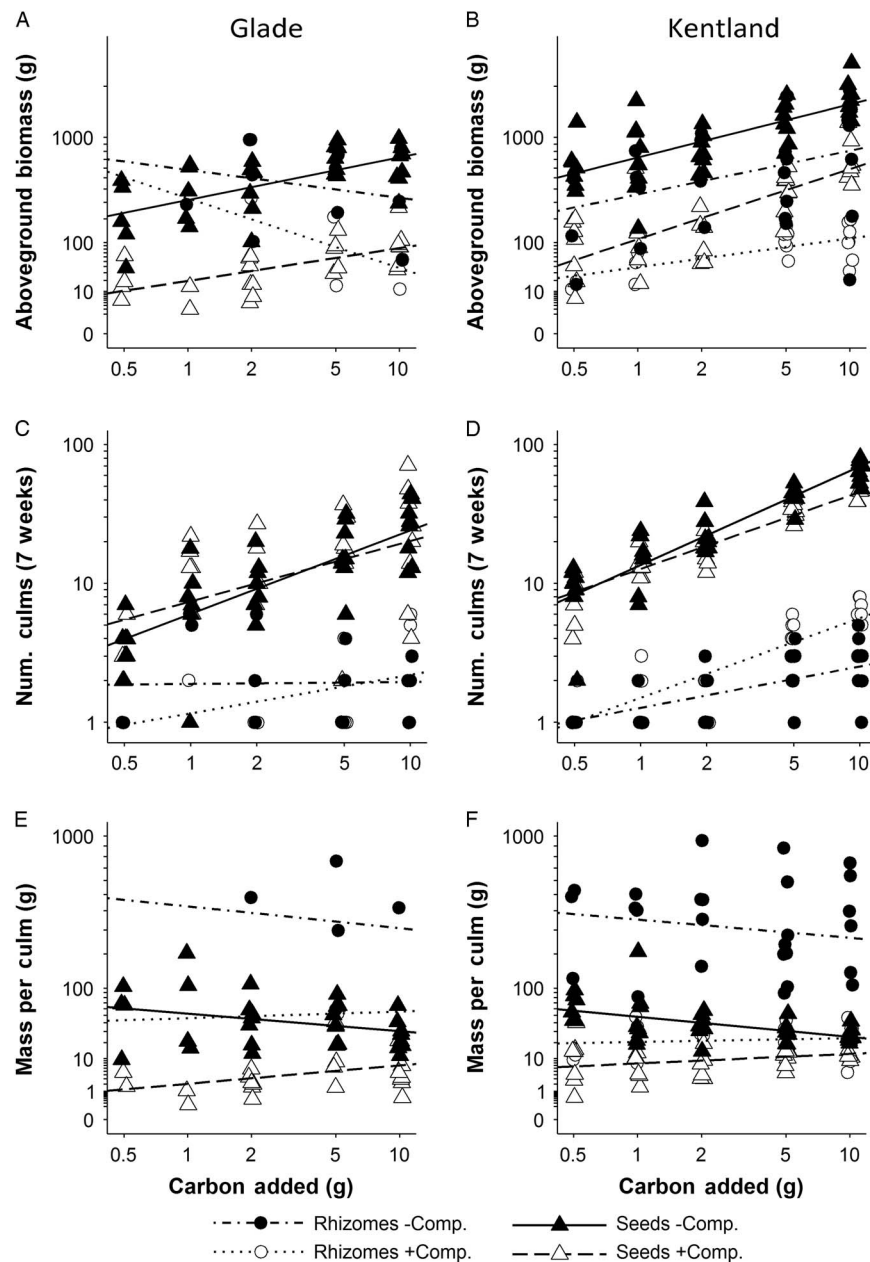 A Glade B Kentland
Aboveground biomass (g)
1000
100
10
0
0.5 1 2 5 10
Aboveground biomass (g)
1000
100
10
0
0.5 1 2 5 10
C
Num. culms (7 weeks)
100
10
1
0.5 1 2 5 10
D
Num. culms (7 weeks)
100
10
1
0.5 1 2 5 10
E
Mass per culm (g)
1000
100
10
1
0
0.5 1 2 5 10
Carbon added (g)
F
Mass per culm (g)
1000
100
10
1
0
0.5 1 2 5 10
Carbon added (g)
Rhizomes -Comp. Seeds -Comp.
Rhizomes +Comp. Seeds +Comp.